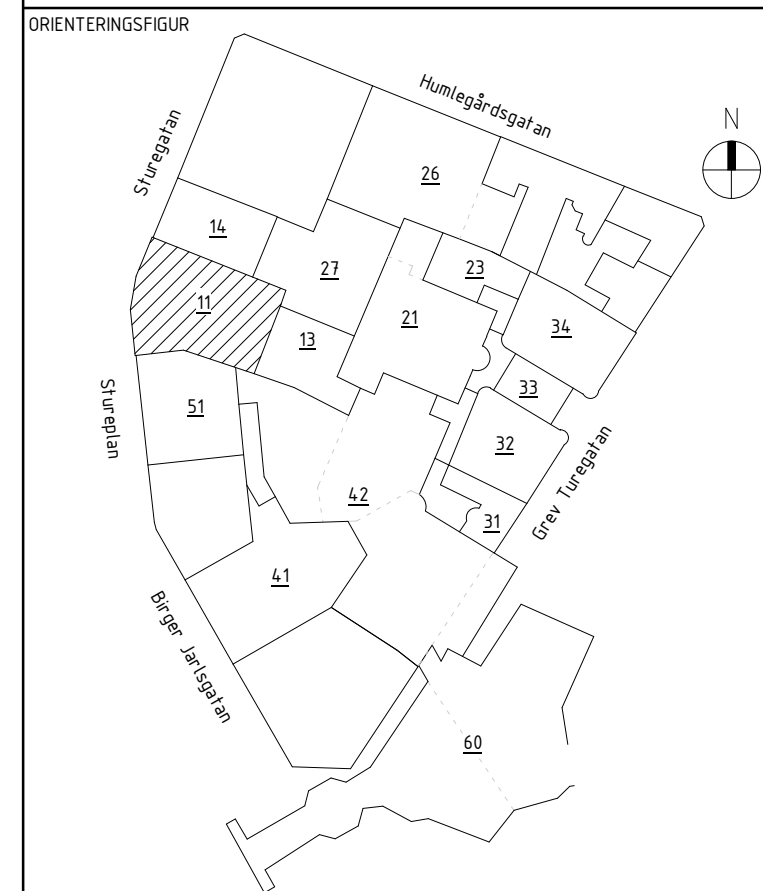 ORIENTERINGSFIGUR
Humlegårdsgatan
Sturegatan
N
26
14
27
23
11
21
34
13
33
51
Stureplan
32
42
31
Grev Turegatan
41
Birger Jarlsgatan
60